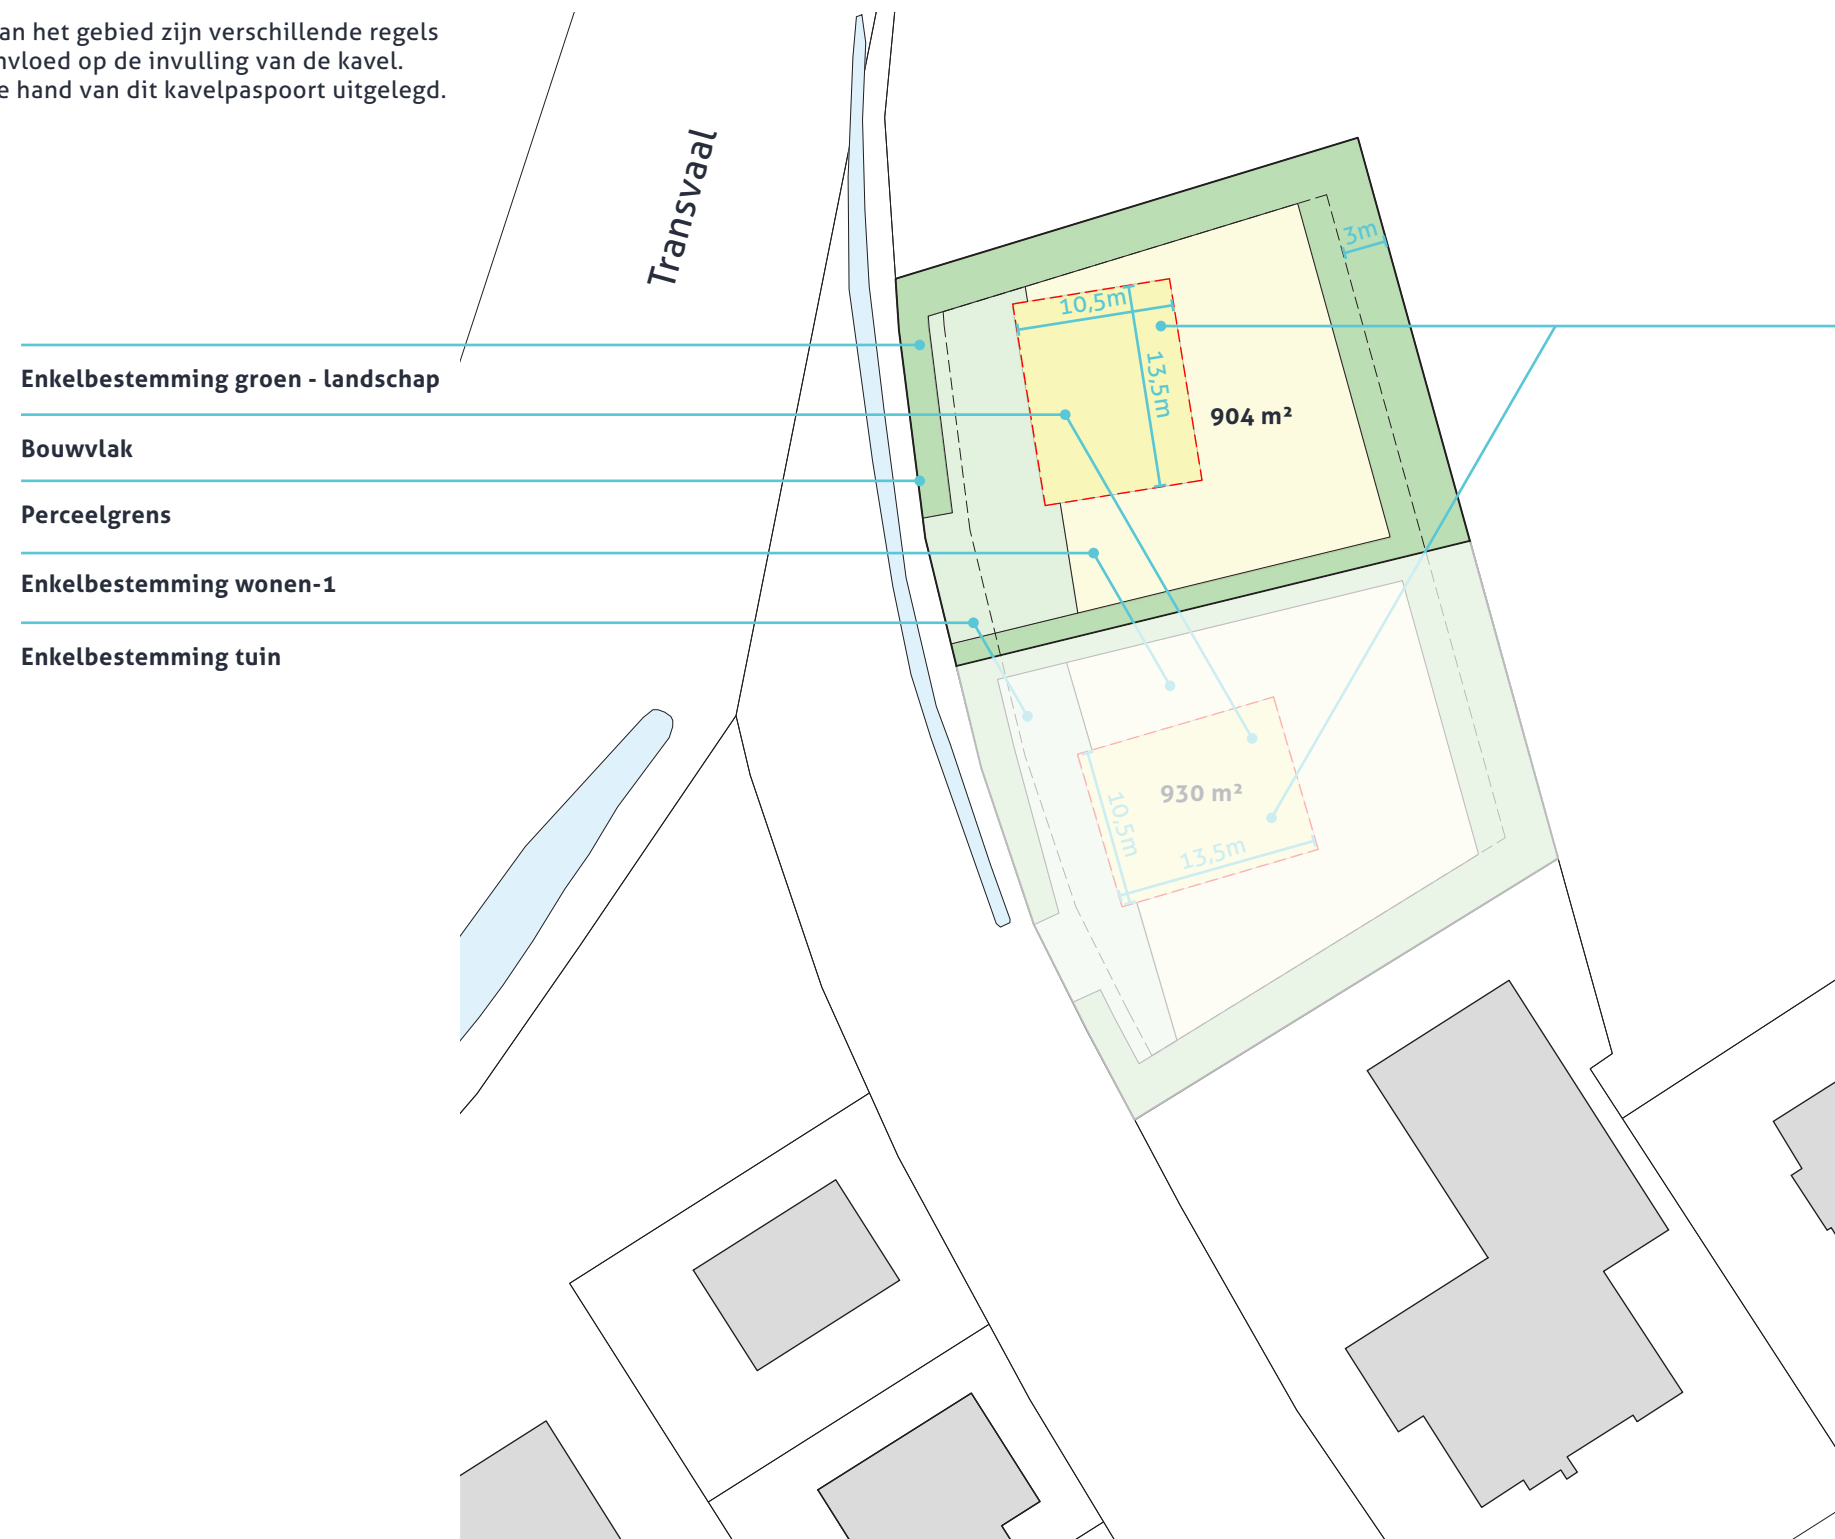 an het gebied zijn verschillende regels
nvloed op de invulling van de kavel.
e hand van dit kavelpaspoort uitgelegd.
Transvaal
3m
10,5m
13,5m
904 m²
Enkelbestemming groen - landschap
Bouwvlak
Perceelgrens
Enkelbestemming wonen-1
Enkelbestemming tuin
930 m²
10,5m
13,5m